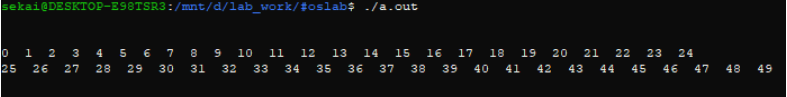 sekai@DESKTOP-E98TSR3:/mnt/d/lab_work/#oslab$ ./a.out
0 1 2 3 4 5 6 7 8 9 10 11 12 13 14 15 16 17 18 19 20 21 22 23 24
25 26 27 28 29 30 31 32 33 34 35 36 37 38 39 40 41 42 43 44 45 46 47 48 49